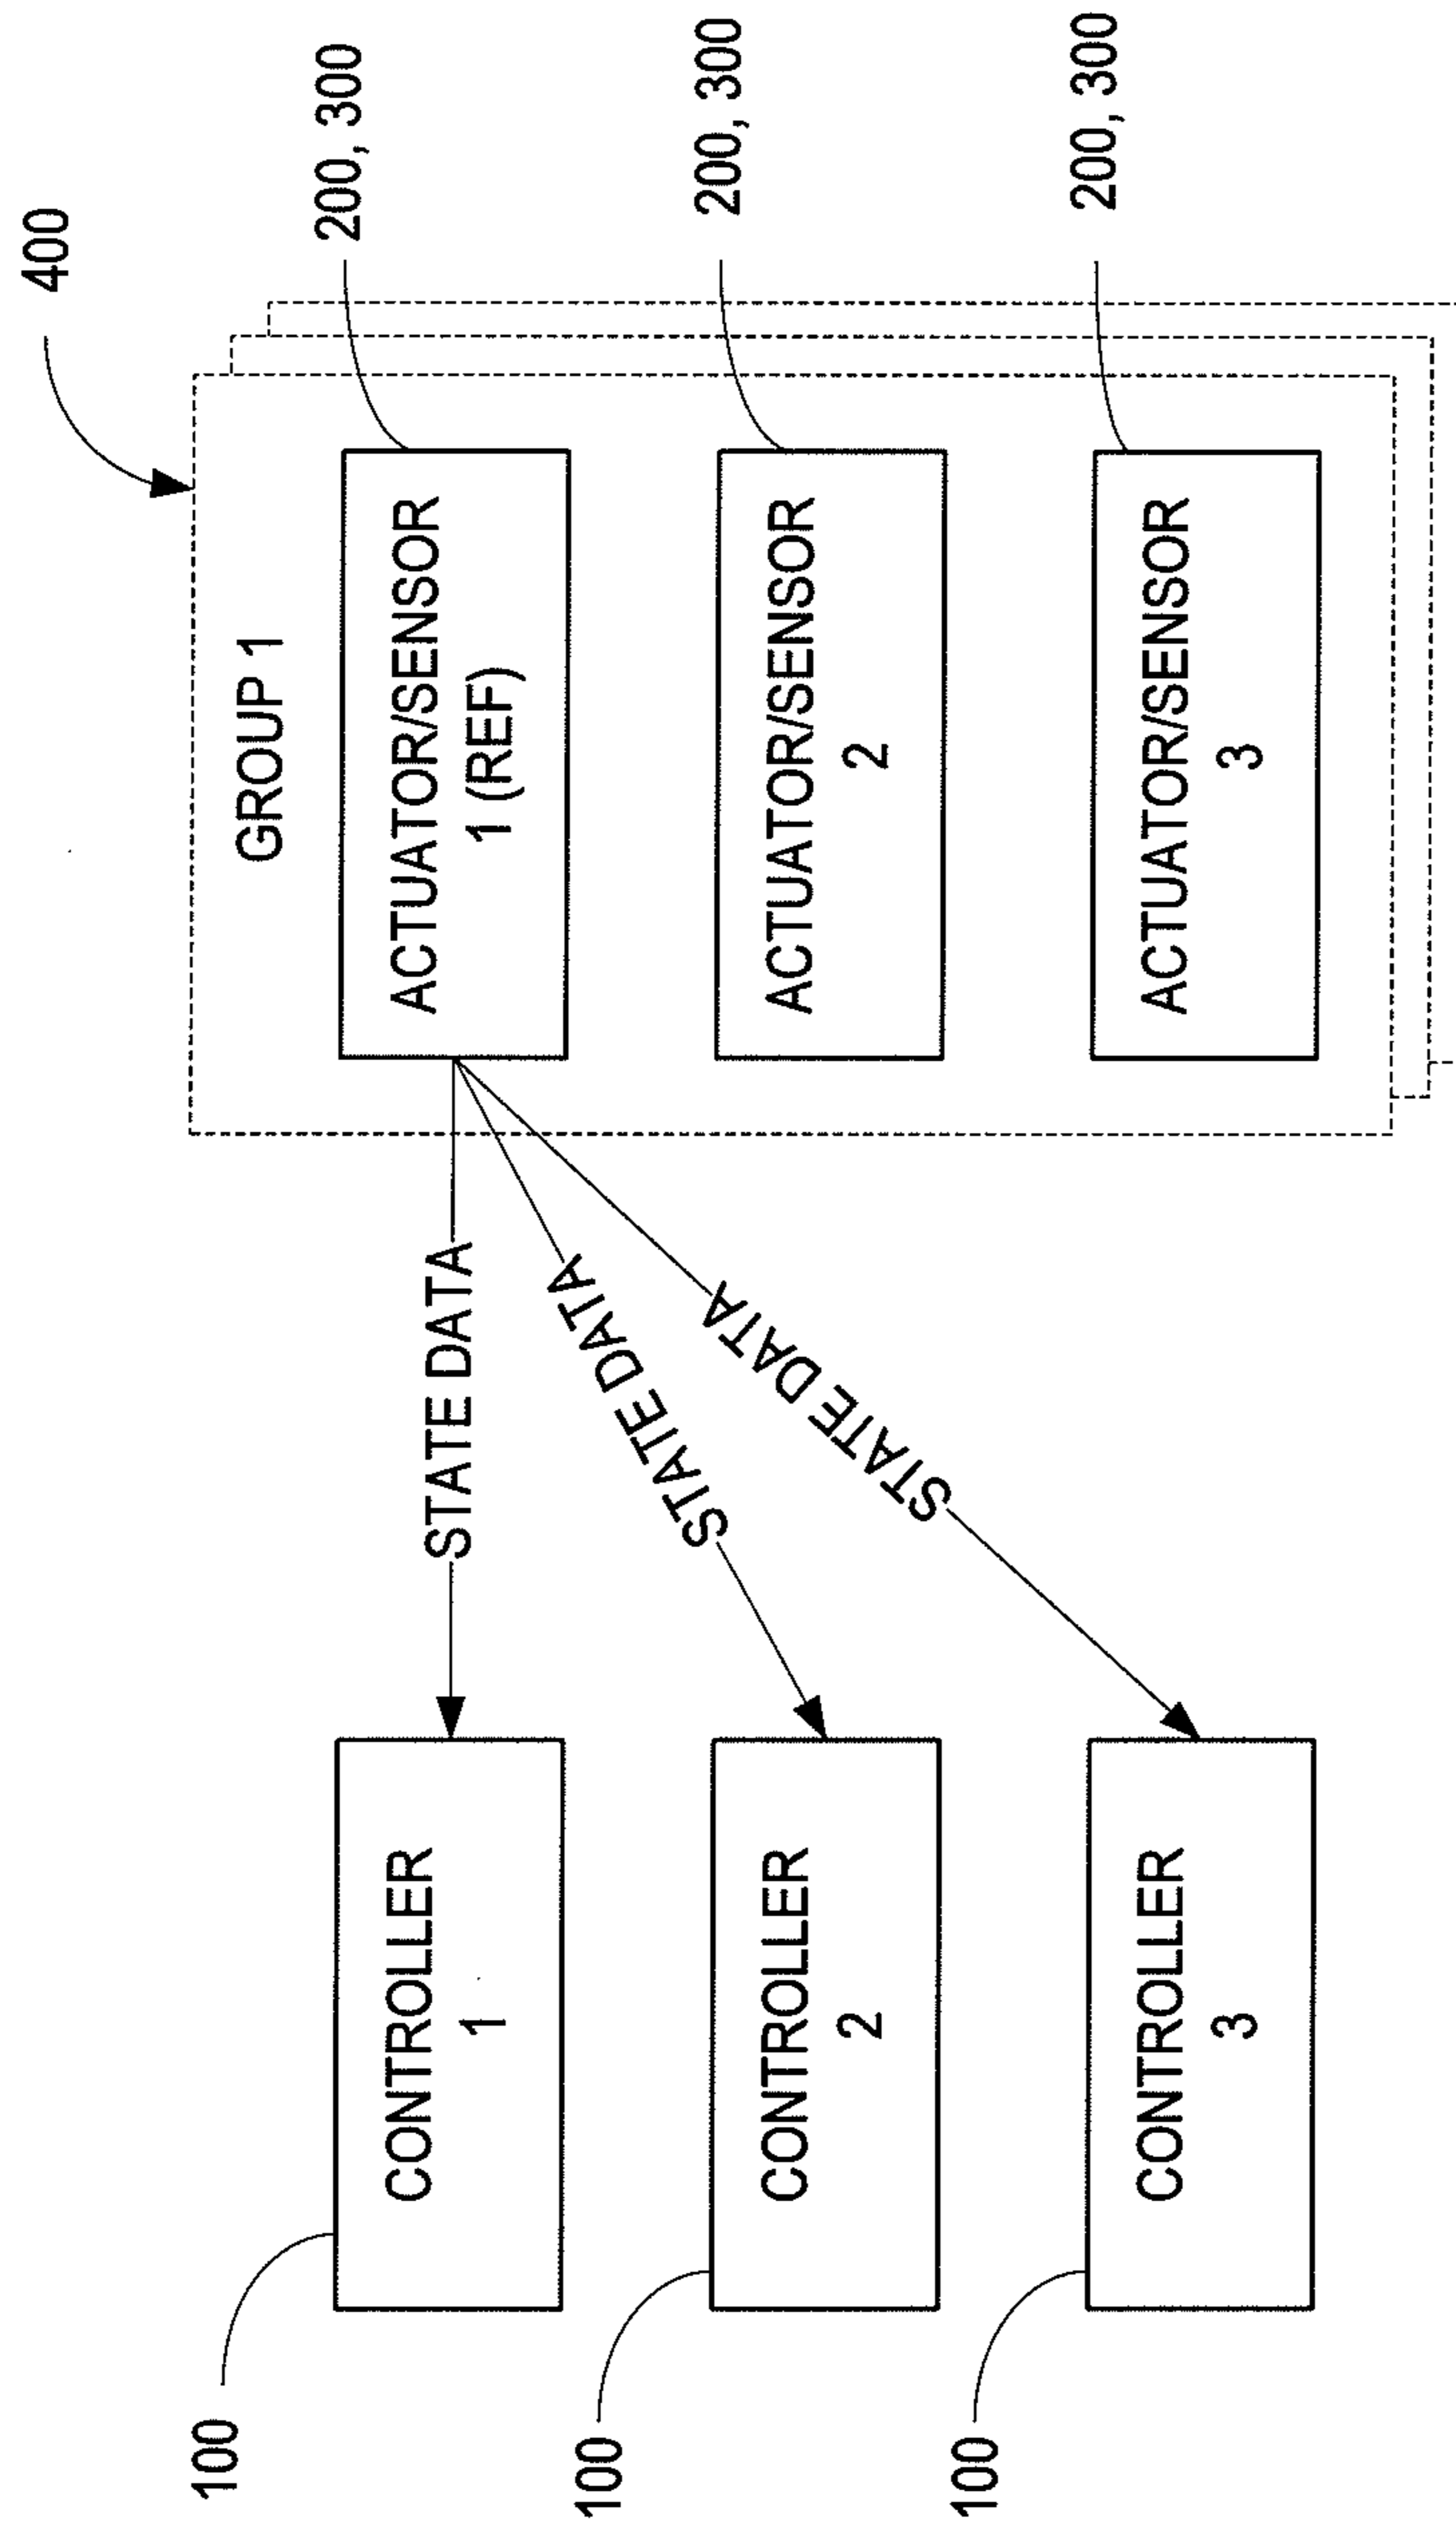 400
GROUP 1
200, 300
ACTUATOR/SENSOR
1 (REF)
200, 300
ACTUATOR/SENSOR
2
200, 300
ACTUATOR/SENSOR
3
STATE DATA
STATE DATA
STATE DATA
100
CONTROLLER
1
100
CONTROLLER
2
100
CONTROLLER
3